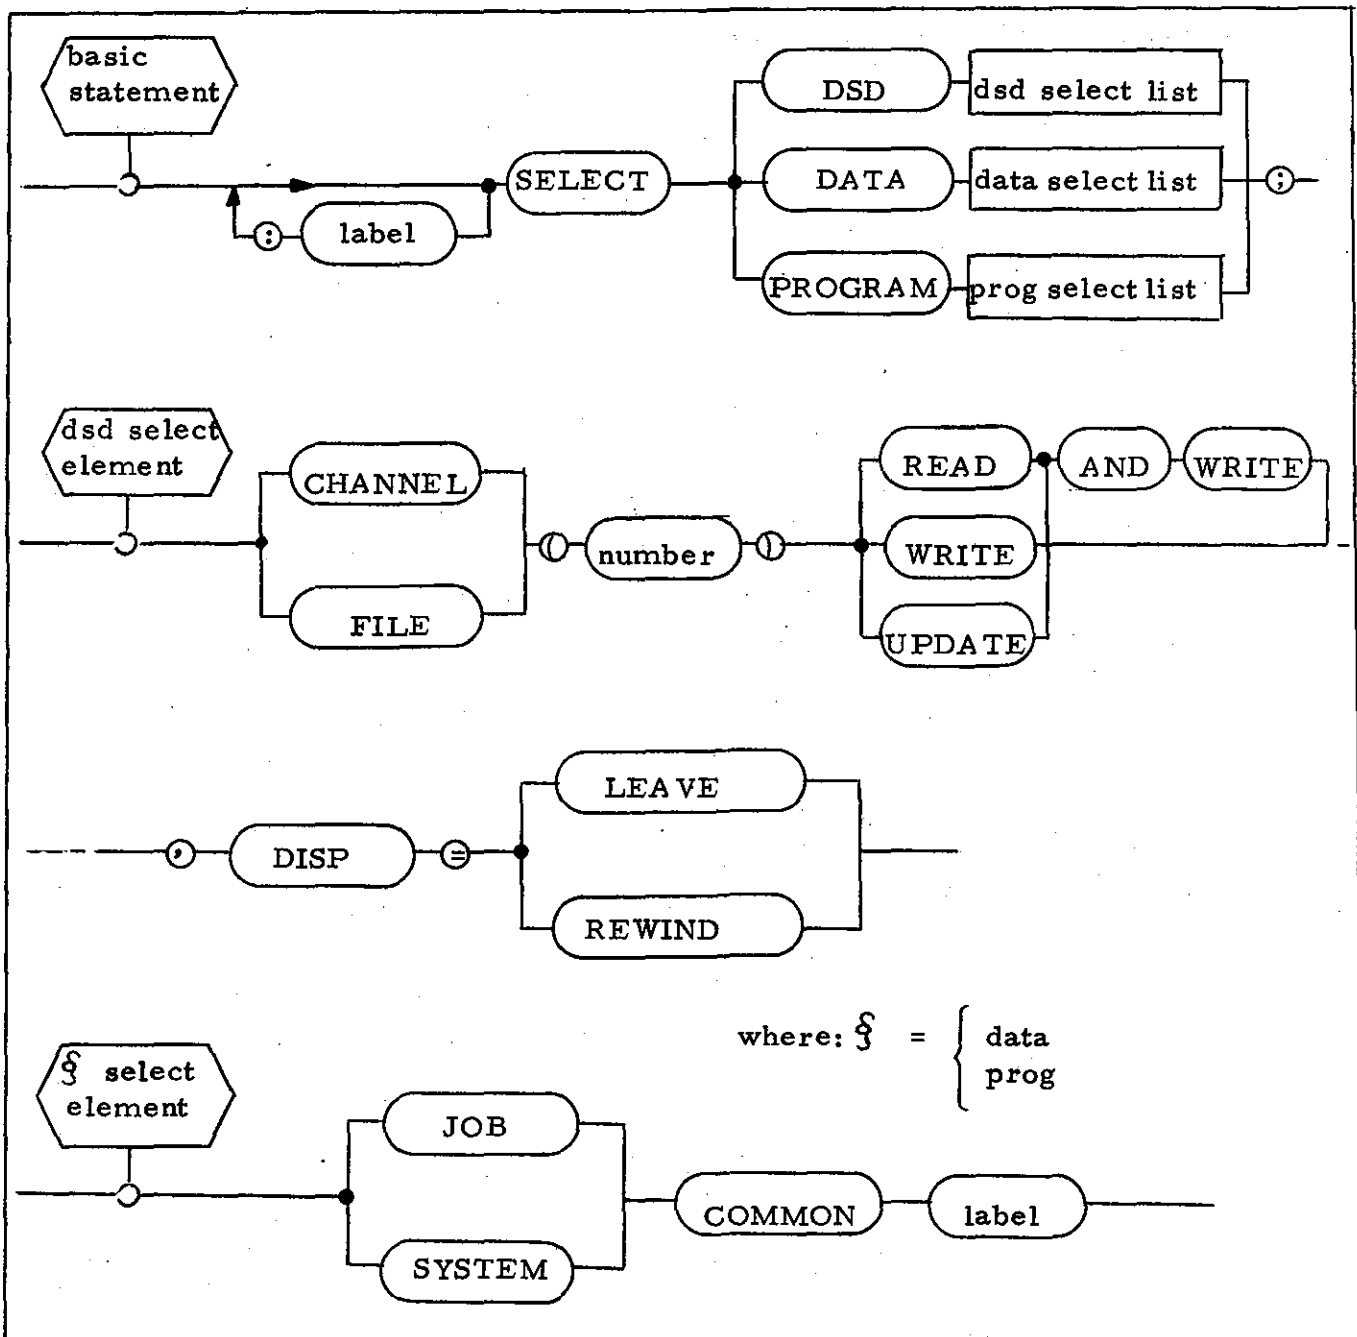 basic
statement
DSD dsd select list
SELECT DATA data select list ;
: label
PROGRAM prog select list
dsd select
element
CHANNEL READ AND WRITE
( number ) WRITE
FILE UPDATE
LEAVE
, DISP =
REWIND
where: § = { data
prog
§ select
element
JOB
COMMON label
SYSTEM